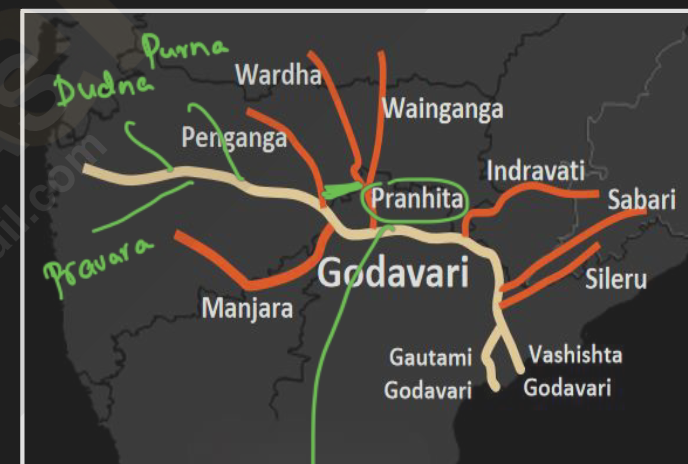 Purna
Dudna
Wardha
Wainganga
Penganga
Indravati
Pranhita
Sabari
Pravara
Godavari
Sileru
Manjara
Gautami
Godavari
Vashishta
Godavari